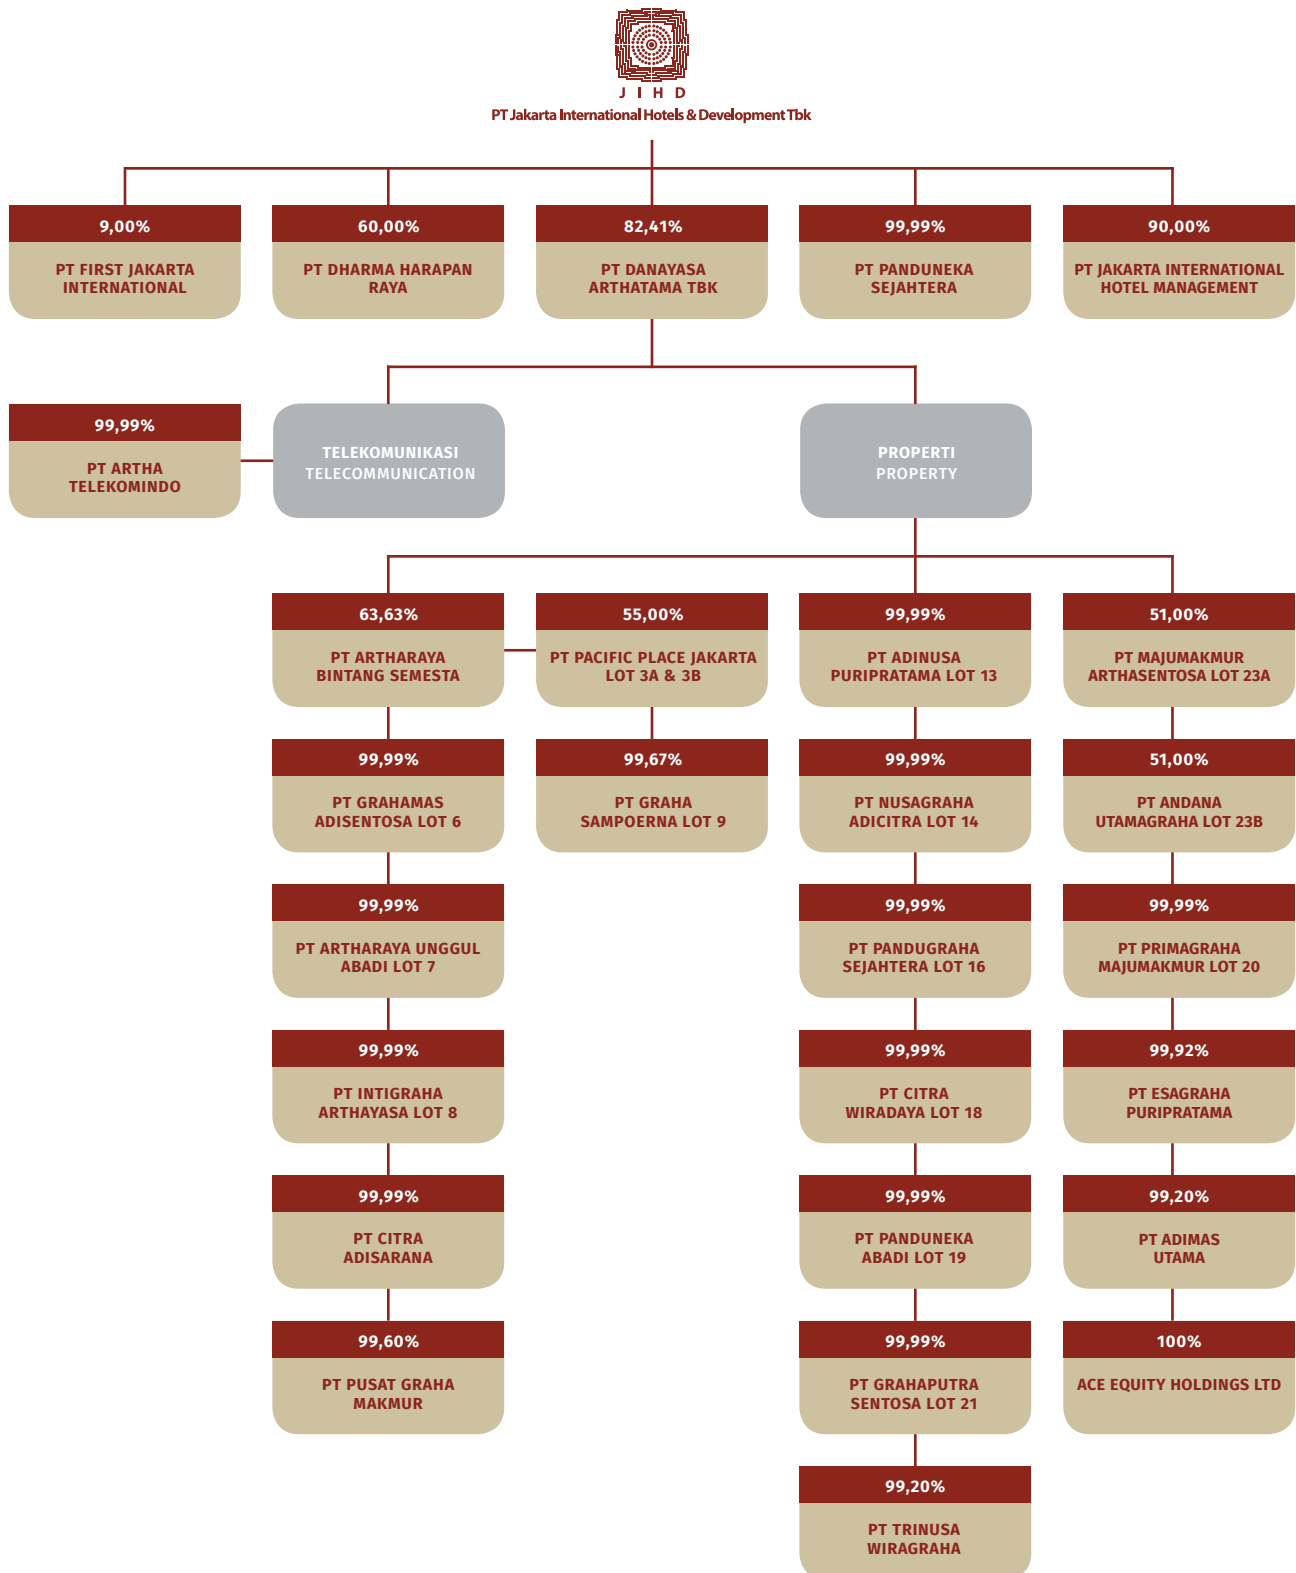 J I H D
PT Jakarta International Hotels & Development Tbk
9,00%
PT FIRST JAKARTA
INTERNATIONAL
60,00%
PT DHARMA HARAPAN
RAYA
82,41%
PT DANAYASA
ARTHATAMA TBK
99,99%
PT PANDUNEKA
SEJAHTERA
90,00%
PT JAKARTA INTERNATIONAL
HOTEL MANAGEMENT
99,99%
PT ARTHA
TELEKOMINDO
TELEKOMUNIKASI
TELECOMMUNICATION
PROPERTI
PROPERTY
63,63%
PT ARTHARAYA
BINTANG SEMESTA
55,00%
PT PACIFIC PLACE JAKARTA
LOT 3A & 3B
99,99%
PT ADINUSA
PURIPRATAMA LOT 13
51,00%
PT MAJUMAKMUR
ARTHASENTOSA LOT 23A
99,99%
PT GRAHAMAS
ADISENTOSA LOT 6
99,67%
PT GRAHA
SAMPOERNA LOT 9
99,99%
PT NUSAGRAHA
ADICITRA LOT 14
51,00%
PT ANDANA
UTAMAGRAHA LOT 23B
99,99%
PT ARTHARAYA UNGGUL
ABADI LOT 7
99,99%
PT PANDUGRAHA
SEJAHTERA LOT 16
99,99%
PT PRIMAGRAHA
MAJUMAKMUR LOT 20
99,99%
PT INTIGRAHA
ARTHAYASA LOT 8
99,99%
PT CITRA
WIRADAYA LOT 18
99,92%
PT ESAGRAHA
PURIPRATAMA
99,99%
PT CITRA
ADISARANA
99,99%
PT PANDUNEKA
ABADI LOT 19
99,20%
PT ADIMAS
UTAMA
99,60%
PT PUSAT GRAHA
MAKMUR
99,99%
PT GRAHAPUTRA
SENTOSA LOT 21
100%
ACE EQUITY HOLDINGS LTD
99,20%
PT TRINUSA
WIRAGRAHA